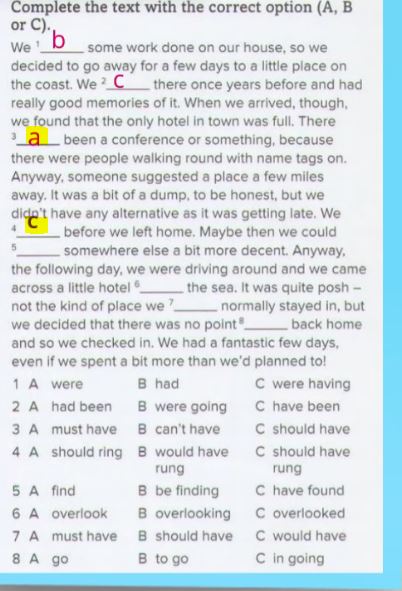 Complete the text with the correct option (A, B
or C).
We ¹ b some work done on our house, so we
decided to go away for a few days to a little place on
the coast. We ² C there once years before and had
really good memories of it. When we arrived, though,
we found that the only hotel in town was full. There
³ a been a conference or something, because
there were people walking round with name tags on.
Anyway, someone suggested a place a few miles
away. It was a bit of a dump, to be honest, but we
didn't have any alternative as it was getting late. We
⁴ C before we left home. Maybe then we could
⁵______ somewhere else a bit more decent. Anyway,
the following day, we were driving around and we came
across a little hotel ⁶______ the sea. It was quite posh –
not the kind of place we ⁷______ normally stayed in, but
we decided that there was no point ⁸______ back home
and so we checked in. We had a fantastic few days,
even if we spent a bit more than we'd planned to!
1 A were B had C were having
2 A had been B were going C have been
3 A must have B can't have C should have
4 A should ring B would have rung C should have rung
5 A find B be finding C have found
6 A overlook B overlooking C overlooked
7 A must have B should have C would have
8 A go B to go C in going